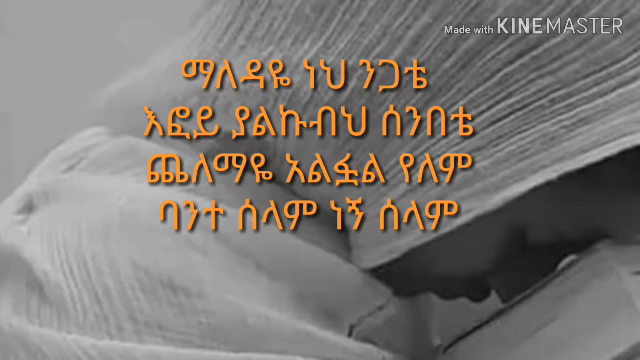 Made with KINEMASTER
ማለዳዬ ነህ ንጋቴ
እፎይ ያልኩብህ ሰንበቴ
ጨለማዬ አልፏል የለም
ባንተ ሰላም ነኝ ሰላም